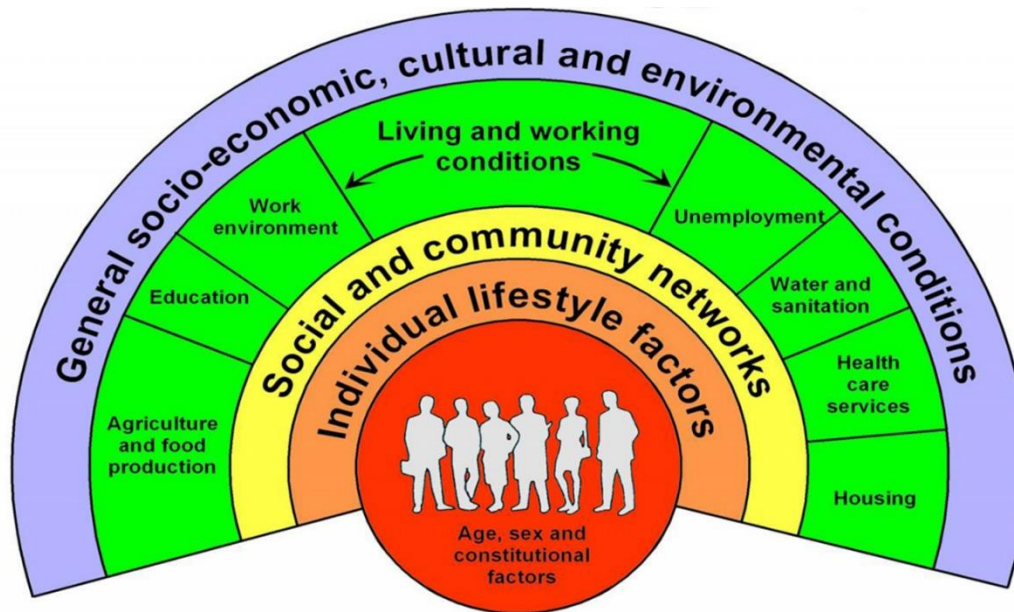 General socio-economic, cultural and environmental conditions
Living and working
conditions
Work
environment
Unemployment
Education
Water and
sanitation
Agriculture
and food
production
Health
care
services
Housing
Social and community networks
Individual lifestyle factors
Age, sex and
constitutional
factors